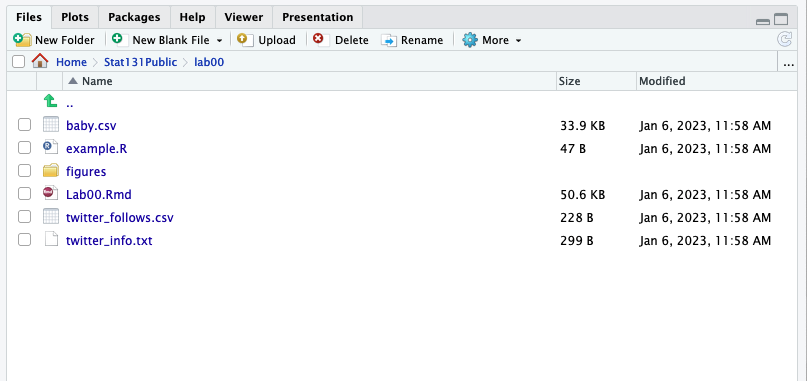 Files Plots Packages Help Viewer Presentation
New Folder New Blank File Upload Delete Rename More
Home Stat131Public lab00 ...
Name Size Modified
..
baby.csv 33.9 KB Jan 6, 2023, 11:58 AM
example.R 47 B Jan 6, 2023, 11:58 AM
figures
Lab00.Rmd 50.6 KB Jan 6, 2023, 11:58 AM
twitter_follows.csv 228 B Jan 6, 2023, 11:58 AM
twitter_info.txt 299 B Jan 6, 2023, 11:58 AM